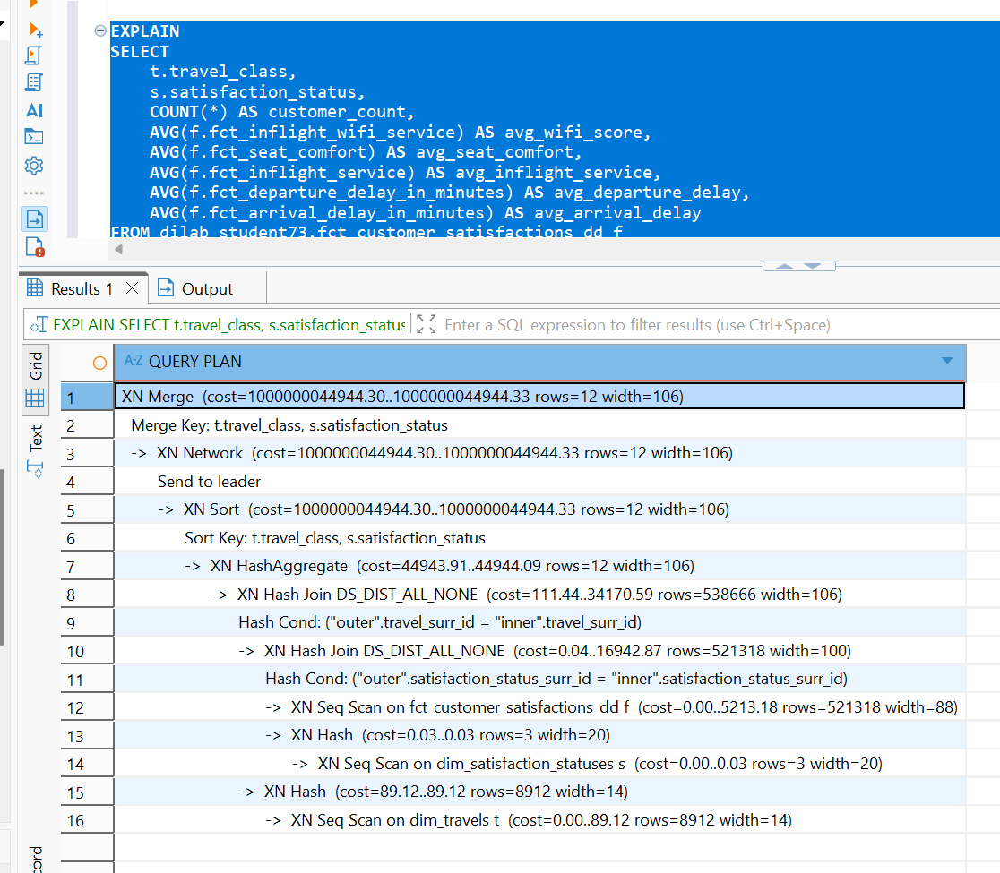 EXPLAIN
SELECT
t.travel_class,
s.satisfaction_status,
COUNT(*) AS customer_count,
AVG(f.fct_inflight_wifi_service) AS avg_wifi_score,
AVG(f.fct_seat_comfort) AS avg_seat_comfort,
AVG(f.fct_inflight_service) AS avg_inflight_service,
AVG(f.fct_departure_delay_in_minutes) AS avg_departure_delay,
AVG(f.fct_arrival_delay_in_minutes) AS avg_arrival_delay
FROM dilab_student73.fct_customer_satisfactions_dd f
AI
Results 1 Output
EXPLAIN SELECT t.travel_class, s.satisfaction_status Enter a SQL expression to filter results (use Ctrl+Space)
Grid
Text
A-Z QUERY PLAN
1 XN Merge (cost=1000000044944.30..1000000044944.33 rows=12 width=106)
2 Merge Key: t.travel_class, s.satisfaction_status
3 -> XN Network (cost=1000000044944.30..1000000044944.33 rows=12 width=106)
4 Send to leader
5 -> XN Sort (cost=1000000044944.30..1000000044944.33 rows=12 width=106)
6 Sort Key: t.travel_class, s.satisfaction_status
7 -> XN HashAggregate (cost=44943.91..44944.09 rows=12 width=106)
8 -> XN Hash Join DS_DIST_ALL_NONE (cost=111.44..34170.59 rows=538666 width=106)
9 Hash Cond: ("outer".travel_surr_id = "inner".travel_surr_id)
10 -> XN Hash Join DS_DIST_ALL_NONE (cost=0.04..16942.87 rows=521318 width=100)
11 Hash Cond: ("outer".satisfaction_status_surr_id = "inner".satisfaction_status_surr_id)
12 -> XN Seq Scan on fct_customer_satisfactions_dd f (cost=0.00..5213.18 rows=521318 width=88)
13 -> XN Hash (cost=0.03..0.03 rows=3 width=20)
14 -> XN Seq Scan on dim_satisfaction_statuses s (cost=0.00..0.03 rows=3 width=20)
15 -> XN Hash (cost=89.12..89.12 rows=8912 width=14)
16 -> XN Seq Scan on dim_travels t (cost=0.00..89.12 rows=8912 width=14)